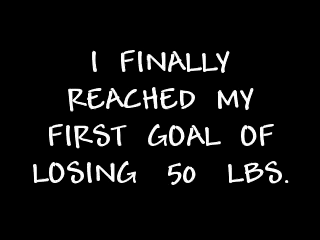 I FINALLY
REACHED MY
FIRST GOAL OF
LOSING 50 LBS.